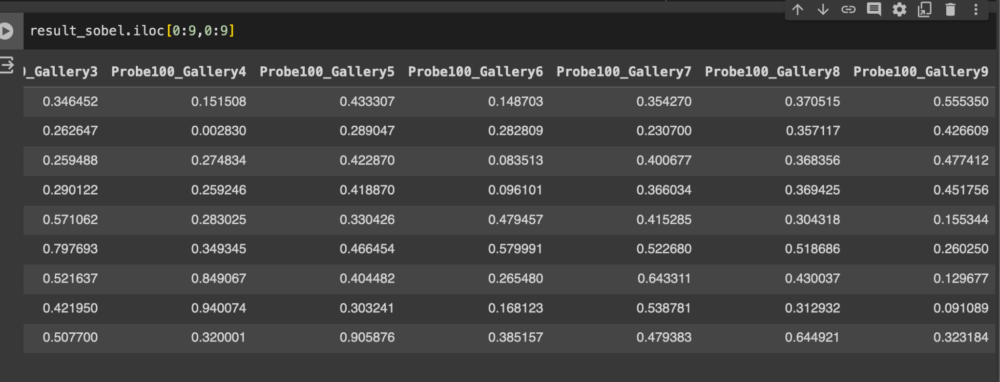 result_sobel.iloc[0:9,0:9]
)_Gallery3 Probe100_Gallery4 Probe100_Gallery5 Probe100_Gallery6 Probe100_Gallery7 Probe100_Gallery8 Probe100_Gallery9
0.346452 0.151508 0.433307 0.148703 0.354270 0.370515 0.555350
0.262647 0.002830 0.289047 0.282809 0.230700 0.357117 0.426609
0.259488 0.274834 0.422870 0.083513 0.400677 0.368356 0.477412
0.290122 0.259246 0.418870 0.096101 0.366034 0.369425 0.451756
0.571062 0.283025 0.330426 0.479457 0.415285 0.304318 0.155344
0.797693 0.349345 0.466454 0.579991 0.522680 0.518686 0.260250
0.521637 0.849067 0.404482 0.265480 0.643311 0.430037 0.129677
0.421950 0.940074 0.303241 0.168123 0.538781 0.312932 0.091089
0.507700 0.320001 0.905876 0.385157 0.479383 0.644921 0.323184